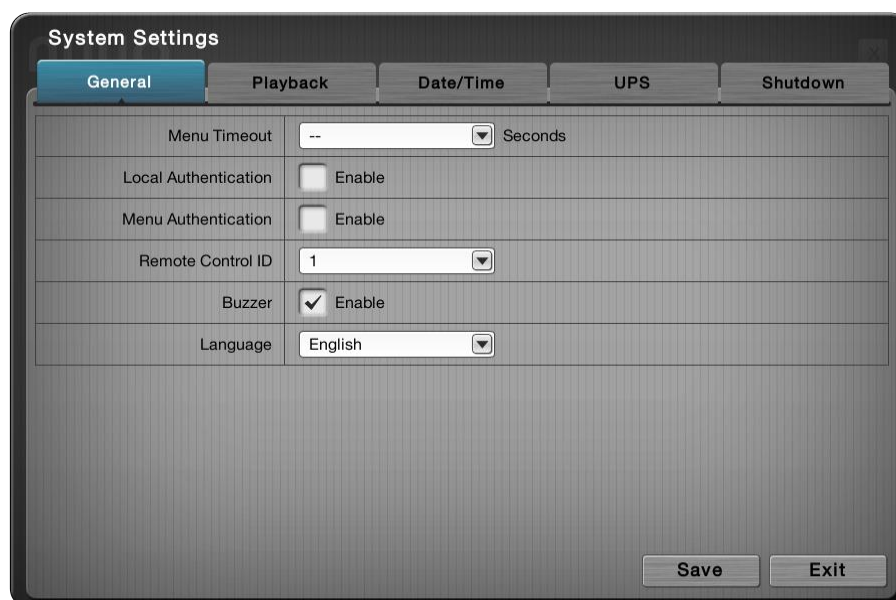 System Settings
General Playback Date/Time UPS Shutdown
Menu Timeout -- Seconds
Local Authentication Enable
Menu Authentication Enable
Remote Control ID 1
Buzzer Enable
Language English
Save Exit